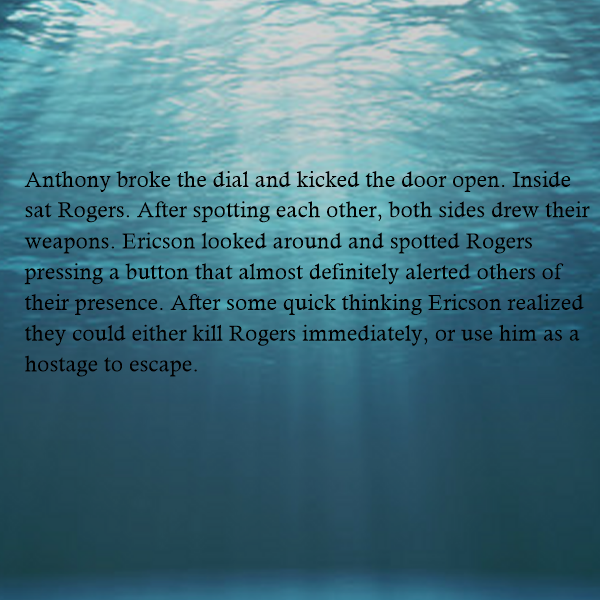 Anthony broke the dial and kicked the door open. Inside
sat Rogers. After spotting each other, both sides drew their
weapons. Ericson looked around and spotted Rogers
pressing a button that almost definitely alerted others of
their presence. After some quick thinking Ericson realized
they could either kill Rogers immediately, or use him as a
hostage to escape.